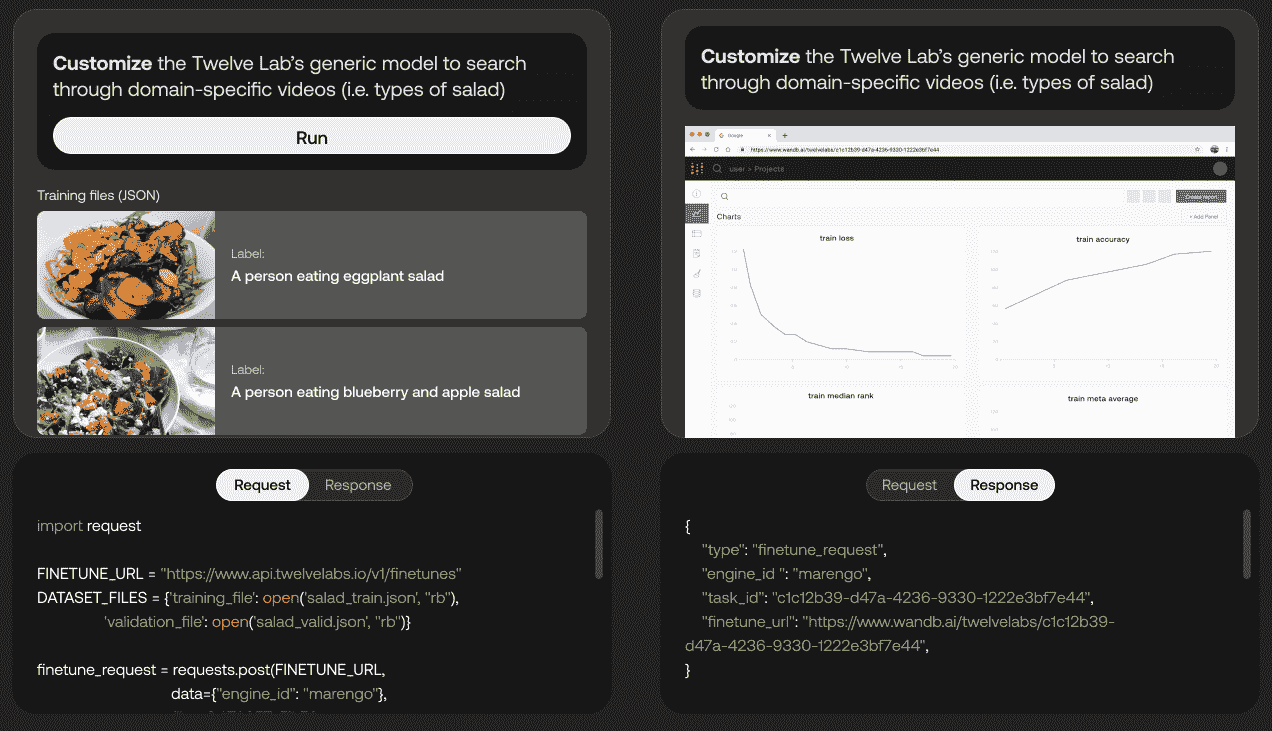 Customize the Twelve Lab's generic model to search
through domain-specific videos (i.e. types of salad)
Run
Training files (JSON)
Label:
A person eating eggplant salad
Label:
A person eating blueberry and apple salad
Request
Response
import request
FINETUNE_URL = "https://www.api.twelvelabs.io/v1/finetunes"
DATASET_FILES = {'training_file': open('salad_train.json', "rb"),
'validation_file': open('salad_valid.json', "rb")}
finetune_request = requests.post(FINETUNE_URL,
data={"engine_id": "marengo"},
Customize the Twelve Lab's generic model to search
through domain-specific videos (i.e. types of salad)
Google
https://www.wandb.ai/twelvelabs/c1c12b39-d47a-4236-9330-1222e3bf7e44
user > Projects
Create report
Charts
+ Add Panel
train loss
train accuracy
train median rank
train meta average
Request
Response
{
"type": "finetune_request",
"engine_id ": "marengo",
"task_id": "c1c12b39-d47a-4236-9330-1222e3bf7e44",
"finetune_url": "https://www.wandb.ai/twelvelabs/c1c12b39-
d47a-4236-9330-1222e3bf7e44",
}